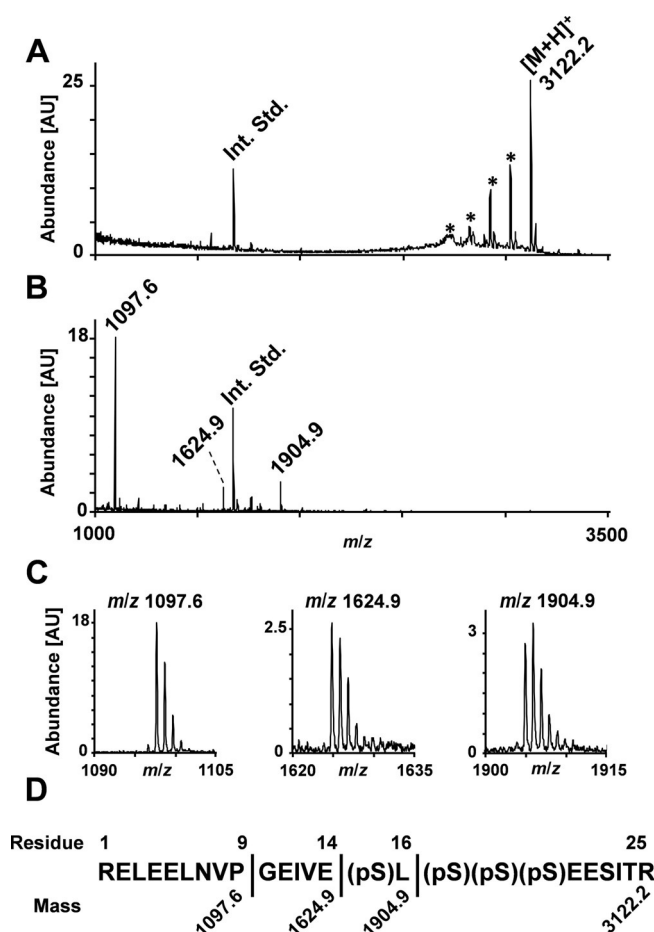 A
Abundance [AU]
25
0
Int. Std.
* * * *
[M+H]+
3122.2
B
Abundance [AU]
18
0
1097.6
1624.9
Int. Std.
1904.9
1000 m/z 3500
C
Abundance [AU]
m/z 1097.6 m/z 1624.9 m/z 1904.9
18 2.5 3
0 0 0
1090 m/z 1105 1620 m/z 1635 1900 m/z 1915
D
Residue 1 9 14 16 25
RELEELNVP GEIVE (pS)L (pS)(pS)(pS)EESITR
Mass 1097.6 1624.9 1904.9 3122.2